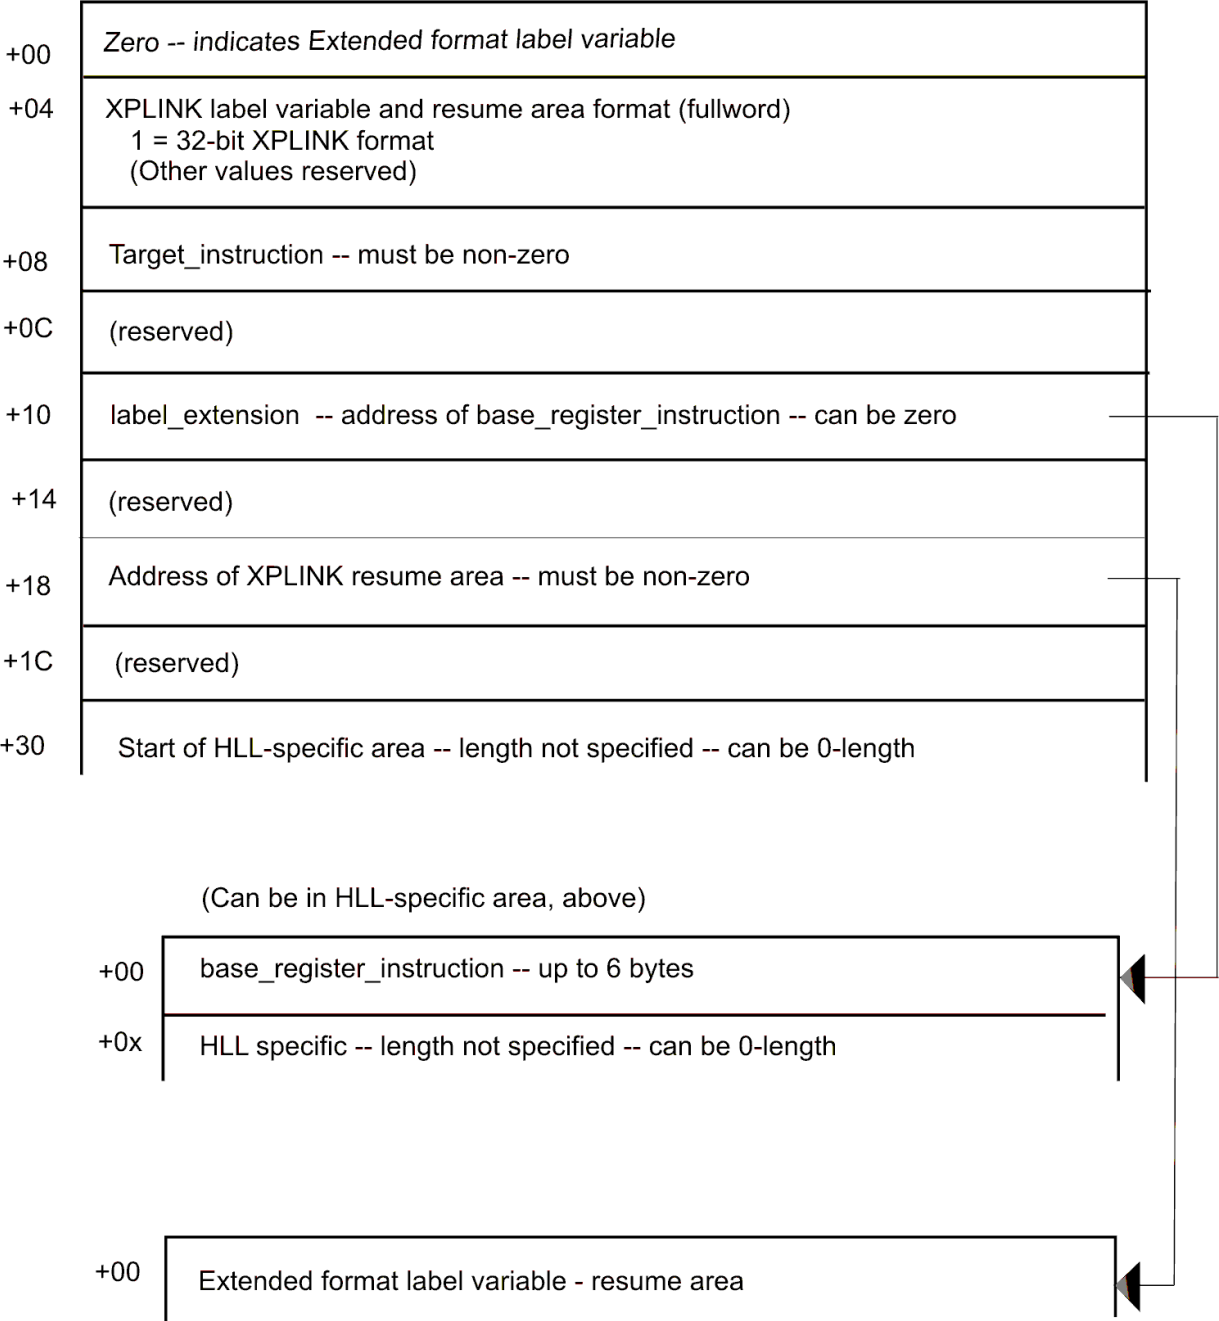 +00 Zero -- indicates Extended format label variable
+04 XPLINK label variable and resume area format (fullword)
1 = 32-bit XPLINK format
(Other values reserved)
+08 Target_instruction -- must be non-zero
+0C (reserved)
+10 label_extension -- address of base_register_instruction -- can be zero
+14 (reserved)
+18 Address of XPLINK resume area -- must be non-zero
+1C (reserved)
+30 Start of HLL-specific area -- length not specified -- can be 0-length
(Can be in HLL-specific area, above)
+00 base_register_instruction -- up to 6 bytes
+0x HLL specific -- length not specified -- can be 0-length
+00 Extended format label variable - resume area